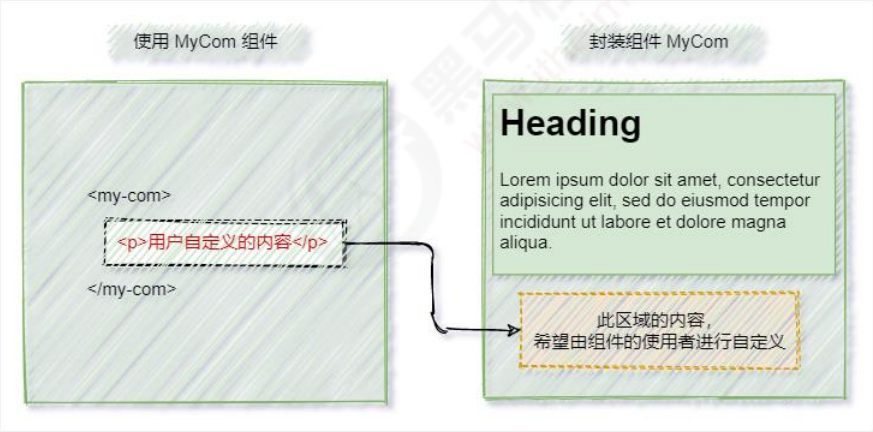 使用 MyCom 组件
封装组件 MyCom
<my-com>
<p>用户自定义的内容</p>
</my-com>
Heading
Lorem ipsum dolor sit amet, consectetur
adipisicing elit, sed do eiusmod tempor
incididunt ut labore et dolore magna
aliqua.
此区域的内容，
希望由组件的使用者进行自定义